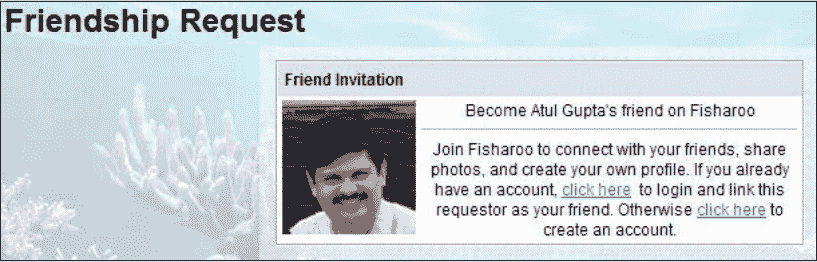 Friendship Request
Friend Invitation
Become Atul Gupta's friend on Fisharoo
Join Fisharoo to connect with your friends, share
photos, and create your own profile. If you already
have an account, click here to login and link this
requestor as your friend. Otherwise click here to
create an account.